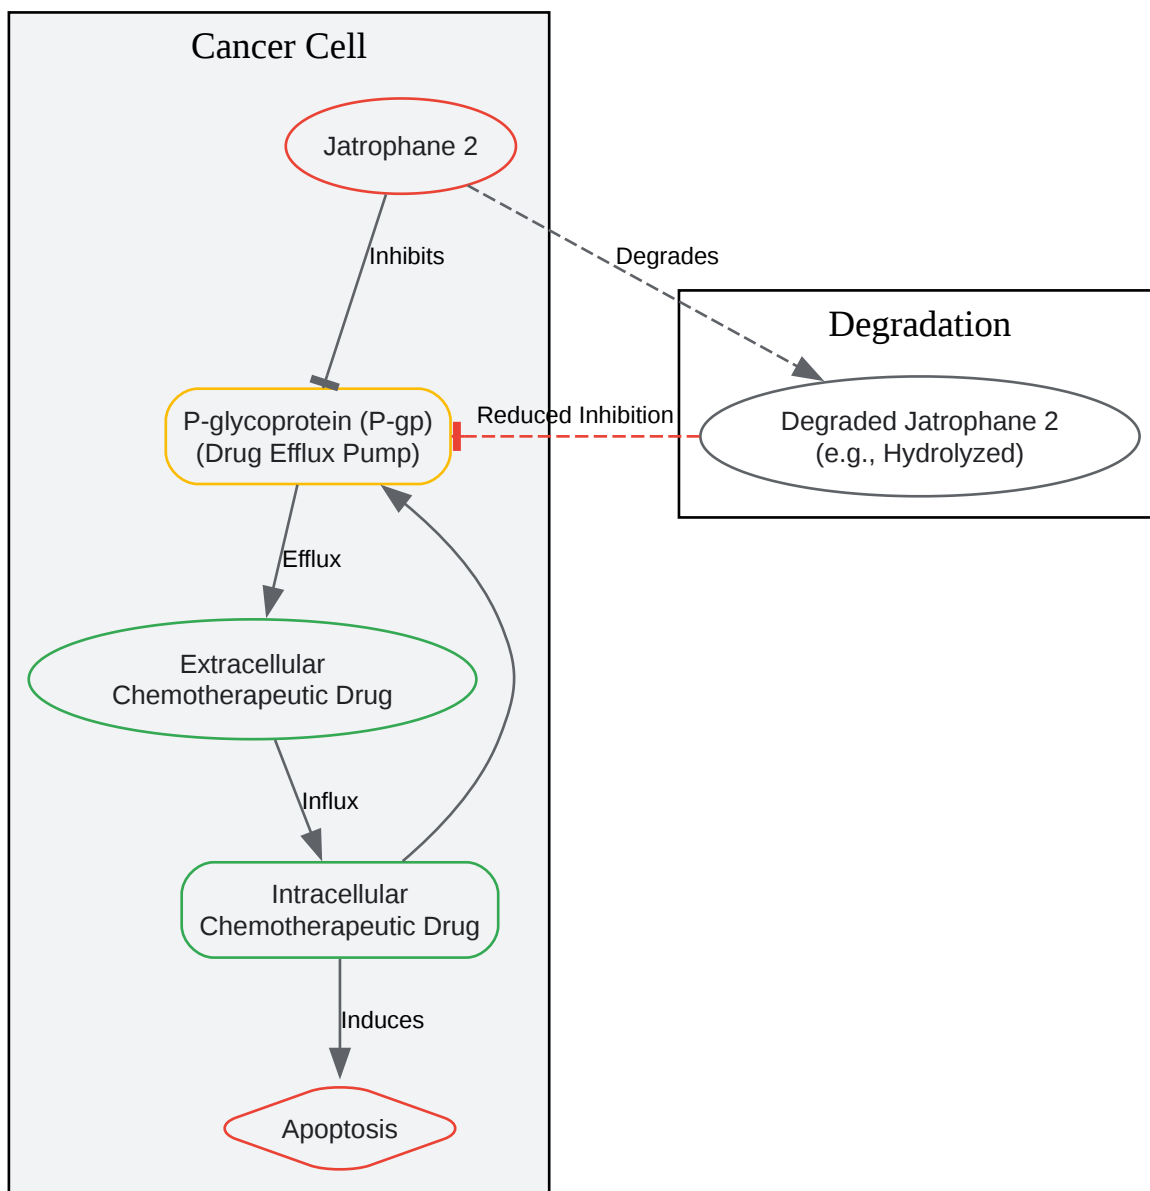 Cancer Cell
Jatrophane 2
Inhibits
Degrades
Degradation
P-glycoprotein (P-gp)
(Drug Efflux Pump)
Reduced Inhibition
Degraded Jatrophane 2
(e.g., Hydrolyzed)
Efflux
Extracellular
Chemotherapeutic Drug
Influx
Intracellular
Chemotherapeutic Drug
Induces
Apoptosis